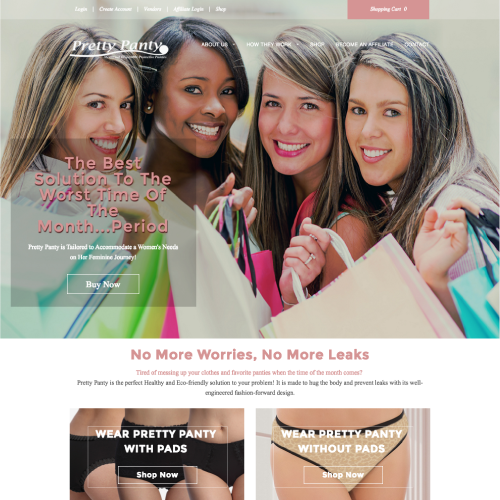 Login | Create Account | Vendors | Affiliate Login | Shop
Shopping Cart 0
Pretty Panty
ABOUT US HOW THEY WORK SHOP BECOME AN AFFILIATE CONTACT
The Best
Solution To The
Worst Time Of
The
Month...Period
Pretty Panty is Tailored to Accommodate a Women's Needs
on Her Feminine Journey!
Buy Now
No More Worries, No More Leaks
Tired of messing up your clothes and favorite panties when the time of the month comes?
Pretty Panty is the perfect Healthy and Eco-friendly solution to your problem! It is made to hug the body and prevent leaks with its well-
engineered fashion-forward design.
WEAR PRETTY PANTY
WITH PADS
Shop Now
WEAR PRETTY PANTY
WITHOUT PADS
Shop Now